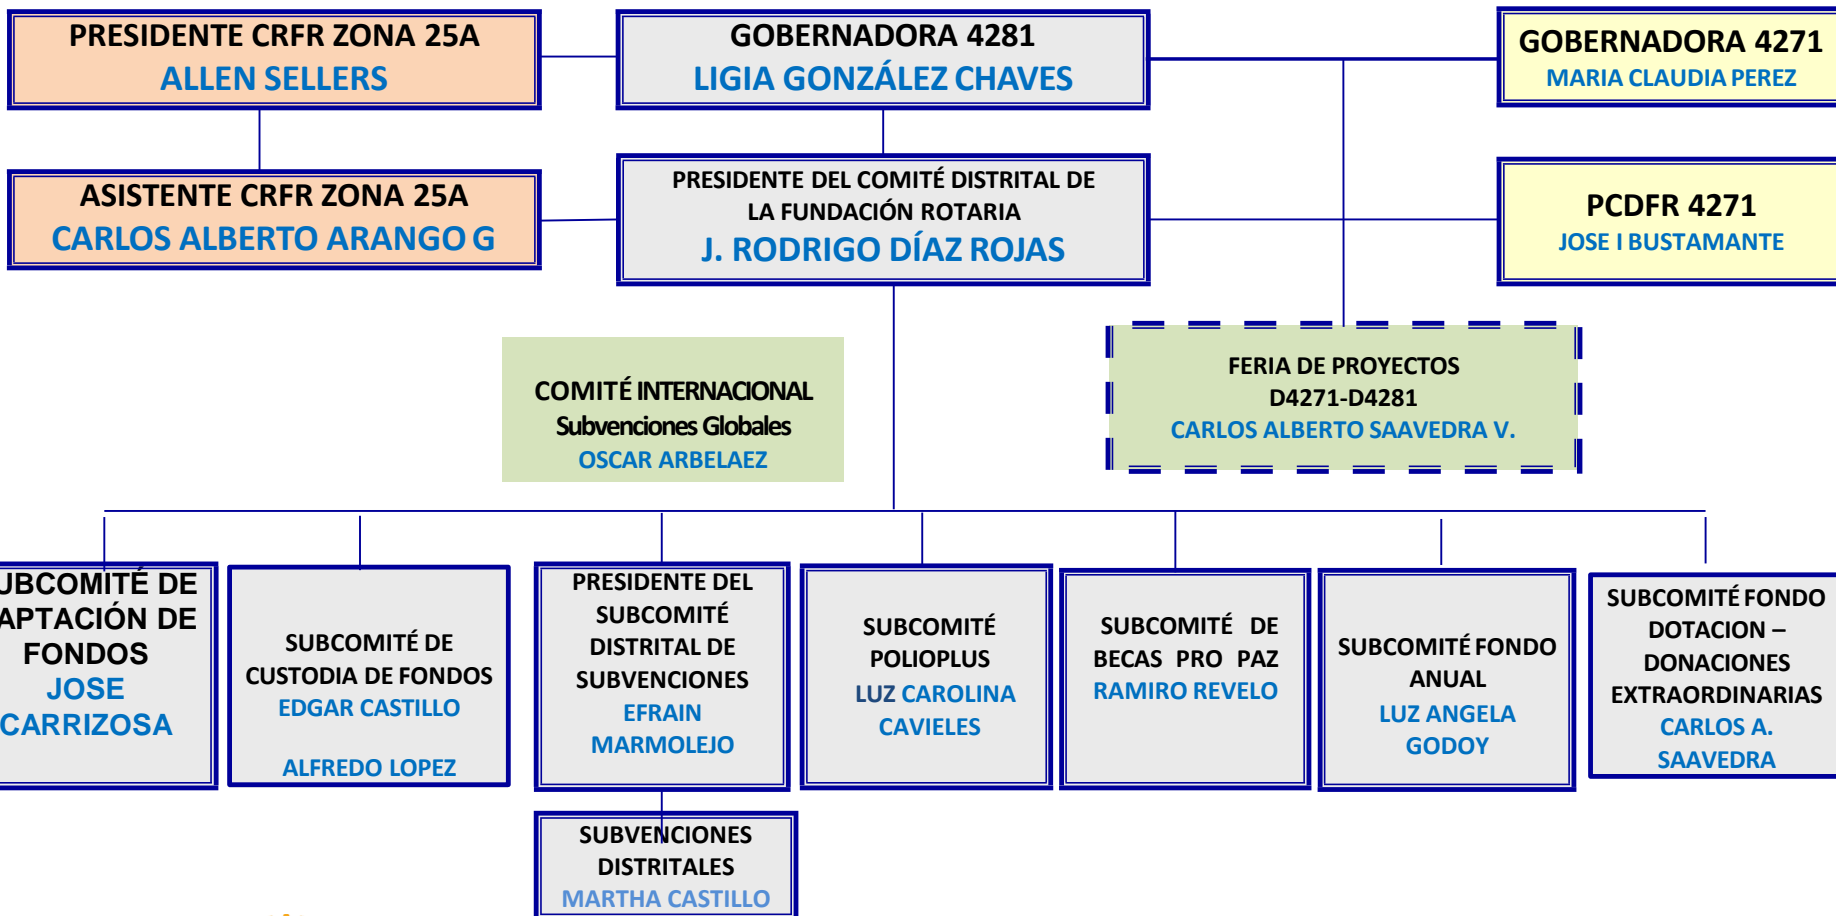 PRESIDENTE CRFR ZONA 25A
ALLEN SELLERS
GOBERNADORA 4281
LIGIA GONZÁLEZ CHAVES
GOBERNADORA 4271
MARIA CLAUDIA PEREZ
ASISTENTE CRFR ZONA 25A
CARLOS ALBERTO ARANGO G
PRESIDENTE DEL COMITÉ DISTRITAL DE
LA FUNDACIÓN ROTARIA
J. RODRIGO DÍAZ ROJAS
PCDFR 4271
JOSE I BUSTAMANTE
COMITÉ INTERNACIONAL
Subvenciones Globales
OSCAR ARBELAEZ
FERIA DE PROYECTOS
D4271-D4281
CARLOS ALBERTO SAAVEDRA V.
UBCOMITÉ DE
APTACIÓN DE
FONDOS
JOSE
CARRIZOSA
SUBCOMITÉ DE
CUSTODIA DE FONDOS
EDGAR CASTILLO
ALFREDO LOPEZ
PRESIDENTE DEL
SUBCOMITÉ
DISTRITAL DE
SUBVENCIONES
EFRAIN
MARMOLEJO
SUBCOMITÉ
POLIOPLUS
LUZ CAROLINA
CAVIELES
SUBCOMITÉ DE
BECAS PRO PAZ
RAMIRO REVELO
SUBCOMITÉ FONDO
ANUAL
LUZ ANGELA
GODOY
SUBCOMITÉ FONDO
DOTACION –
DONACIONES
EXTRAORDINARIAS
CARLOS A.
SAAVEDRA
SUBVENCIONES
DISTRITALES
MARTHA CASTILLO